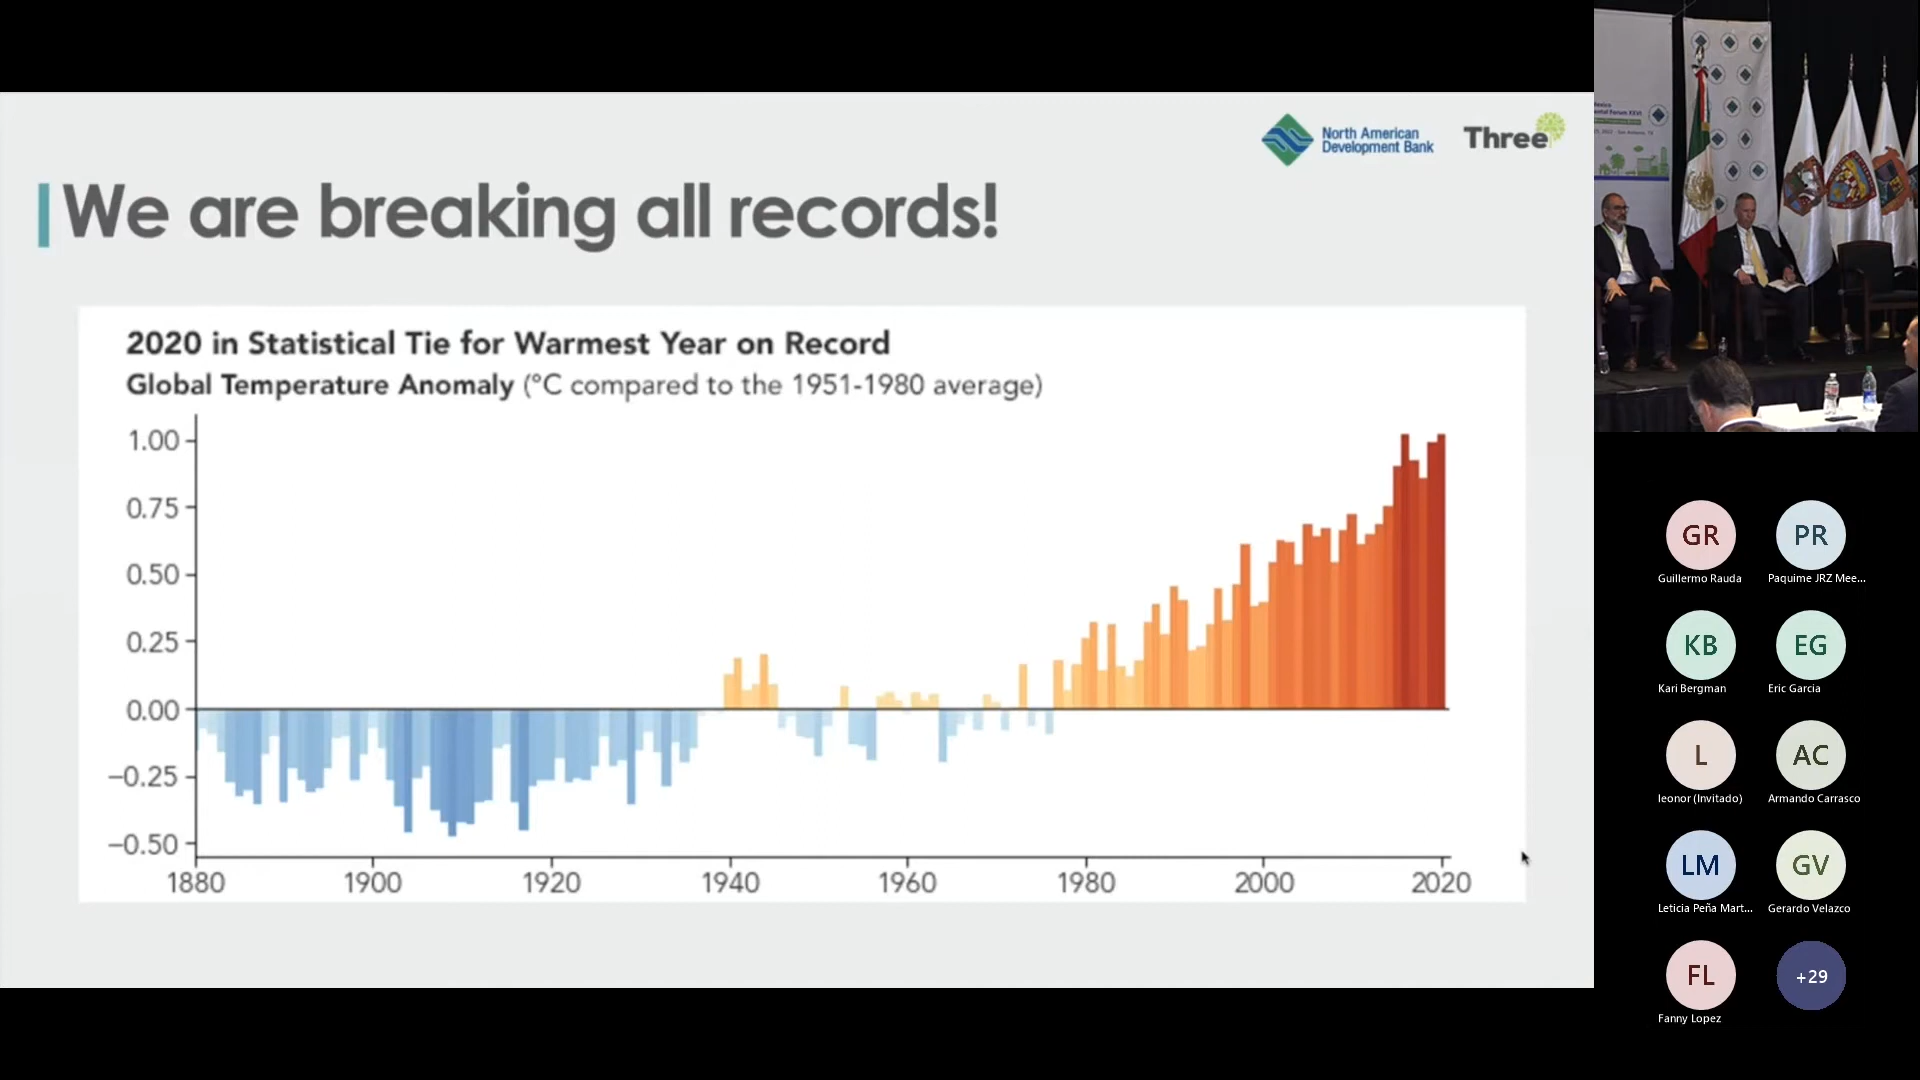 North American
Development Bank
Three
We are breaking all records!
2020 in Statistical Tie for Warmest Year on Record
Global Temperature Anomaly (°C compared to the 1951-1980 average)
1.00
0.75
0.50
0.25
0.00
−0.25
−0.50
1880 1900 1920 1940 1960 1980 2000 2020
GR
Guillermo Rauda
PR
Paquime JRZ Mee...
KB
Kari Bergman
EG
Eric Garcia
L
leonor (Invitado)
AC
Armando Carrasco
LM
Leticia Peña Mart...
GV
Gerardo Velazco
FL
Fanny Lopez
+29